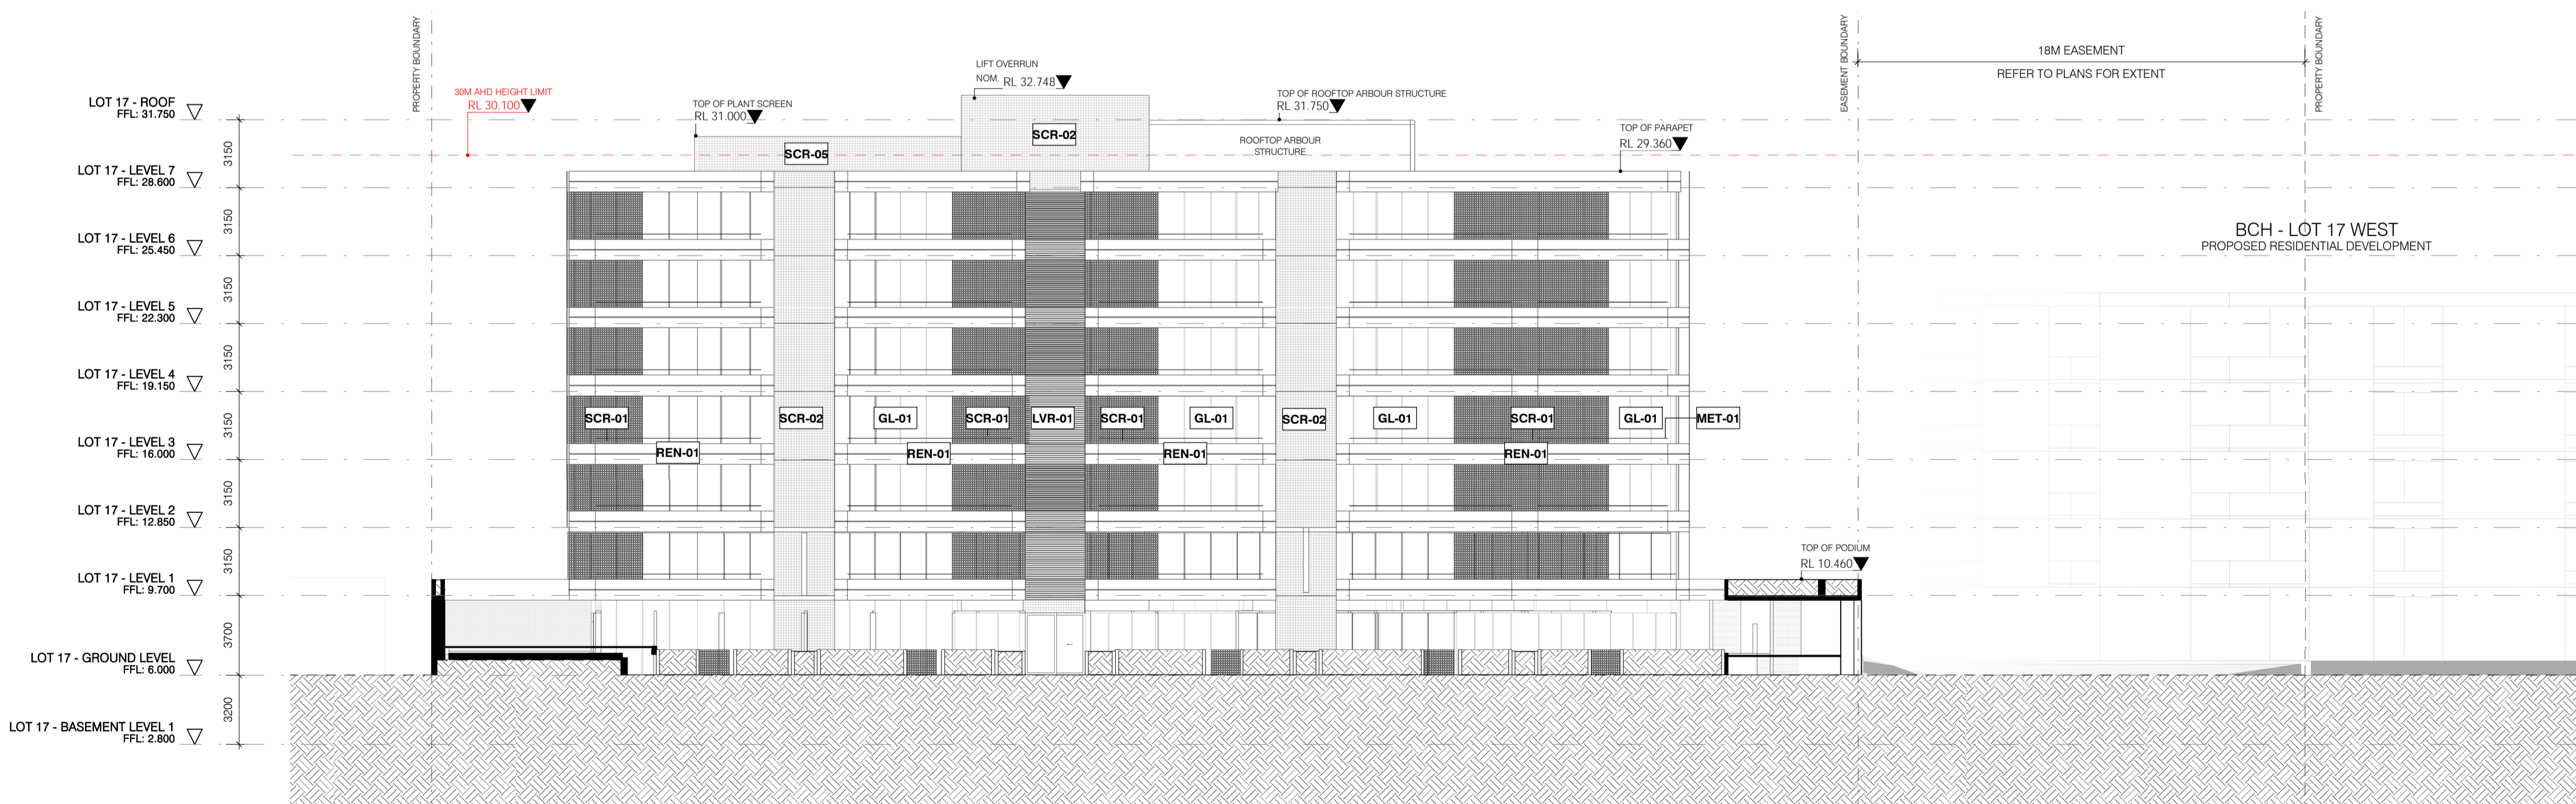 PROPERTY BOUNDARY
EASEMENT BOUNDARY
PROPERTY BOUNDARY
18M EASEMENT
REFER TO PLANS FOR EXTENT
LIFT OVERRUN
NOM. RL 32.748
30M AHD HEIGHT LIMIT
RL 30.100
TOP OF PLANT SCREEN
RL 31.000
TOP OF ROOFTOP ARBOUR STRUCTURE
RL 31.750
TOP OF PARAPET
RL 29.360
ROOFTOP ARBOUR
STRUCTURE
SCR-02
SCR-05
LOT 17 - ROOF
FFL: 31.750
3150
LOT 17 - LEVEL 7
FFL: 28.600
3150
LOT 17 - LEVEL 6
FFL: 25.450
3150
LOT 17 - LEVEL 5
FFL: 22.300
3150
LOT 17 - LEVEL 4
FFL: 19.150
3150
LOT 17 - LEVEL 3
FFL: 16.000
3150
LOT 17 - LEVEL 2
FFL: 12.850
3150
LOT 17 - LEVEL 1
FFL: 9.700
3700
LOT 17 - GROUND LEVEL
FFL: 6.000
3200
LOT 17 - BASEMENT LEVEL 1
FFL: 2.800
BCH - LOT 17 WEST
PROPOSED RESIDENTIAL DEVELOPMENT
SCR-01
SCR-02
GL-01
SCR-01
LVR-01
SCR-01
GL-01
SCR-02
GL-01
SCR-01
GL-01
MET-01
REN-01
REN-01
REN-01
REN-01
TOP OF PODIUM
RL 10.460